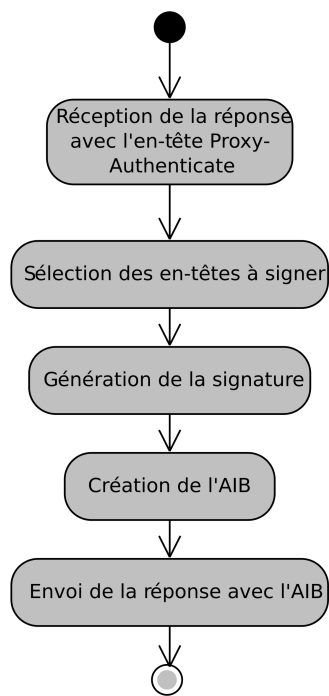 Réception de la réponse
avec l'en-tête Proxy-
Authenticate
Sélection des en-têtes à signer
Génération de la signature
Création de l'AIB
Envoi de la réponse avec l'AIB